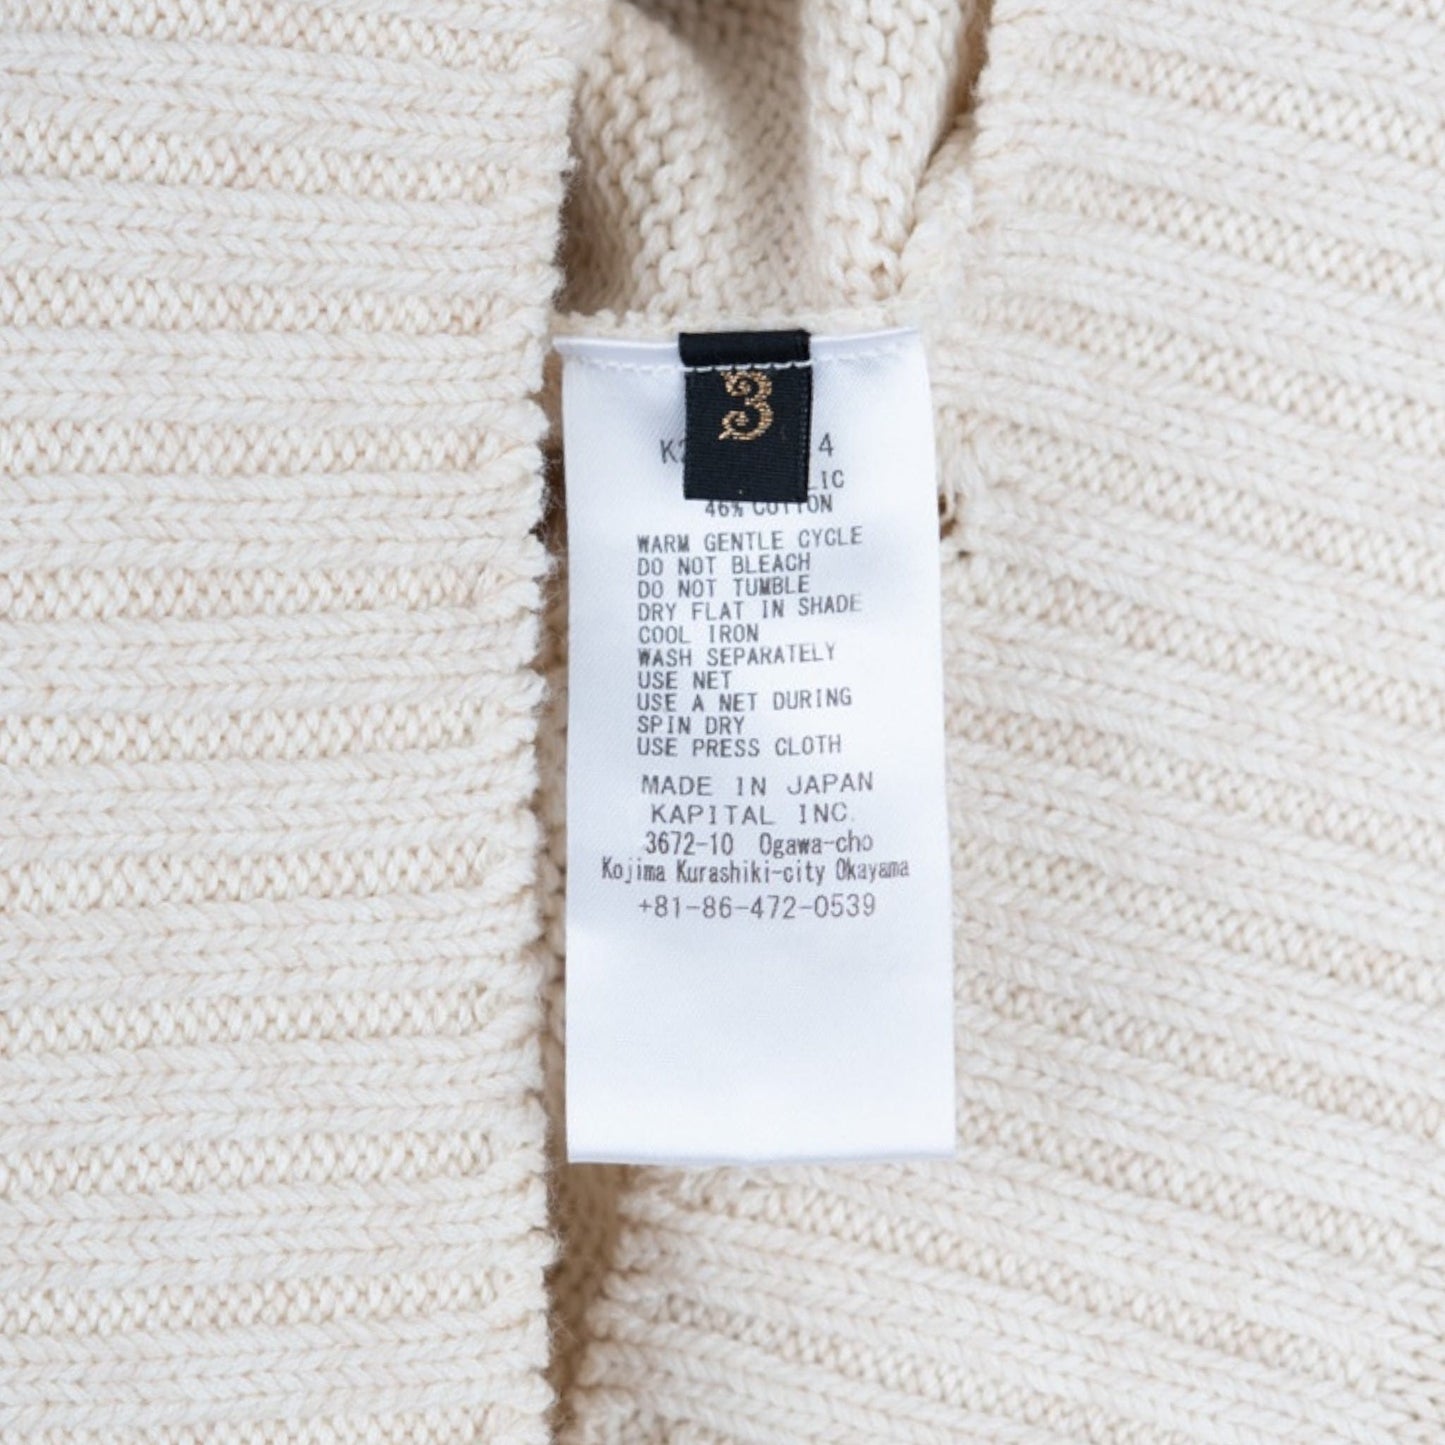 3
46% COTTON
WARM GENTLE CYCLE
DO NOT BLEACH
DO NOT TUMBLE
DRY FLAT IN SHADE
COOL IRON
WASH SEPARATELY
USE NET
USE A NET DURING
SPIN DRY
USE PRESS CLOTH
MADE IN JAPAN
KAPITAL INC.
3672-10 Ogawa-cho
Kojima Kurashiki-city Okayama
+81-86-472-0539